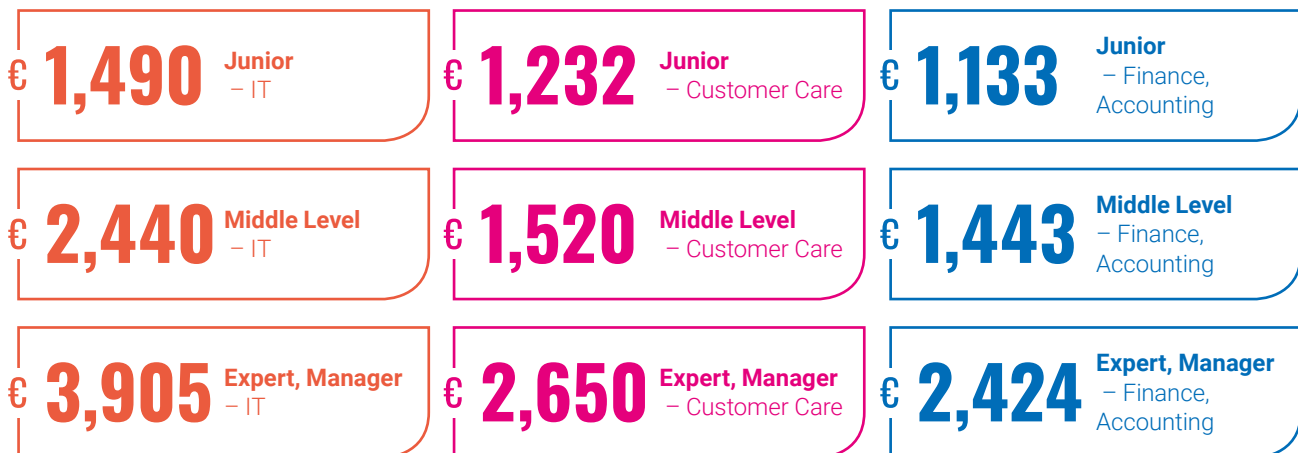 € 1,490 Junior
– IT
€ 1,232 Junior
– Customer Care
€ 1,133 Junior
– Finance,
Accounting
€ 2,440 Middle Level
– IT
€ 1,520 Middle Level
– Customer Care
€ 1,443 Middle Level
– Finance,
Accounting
€ 3,905 Expert, Manager
– IT
€ 2,650 Expert, Manager
– Customer Care
€ 2,424 Expert, Manager
– Finance,
Accounting